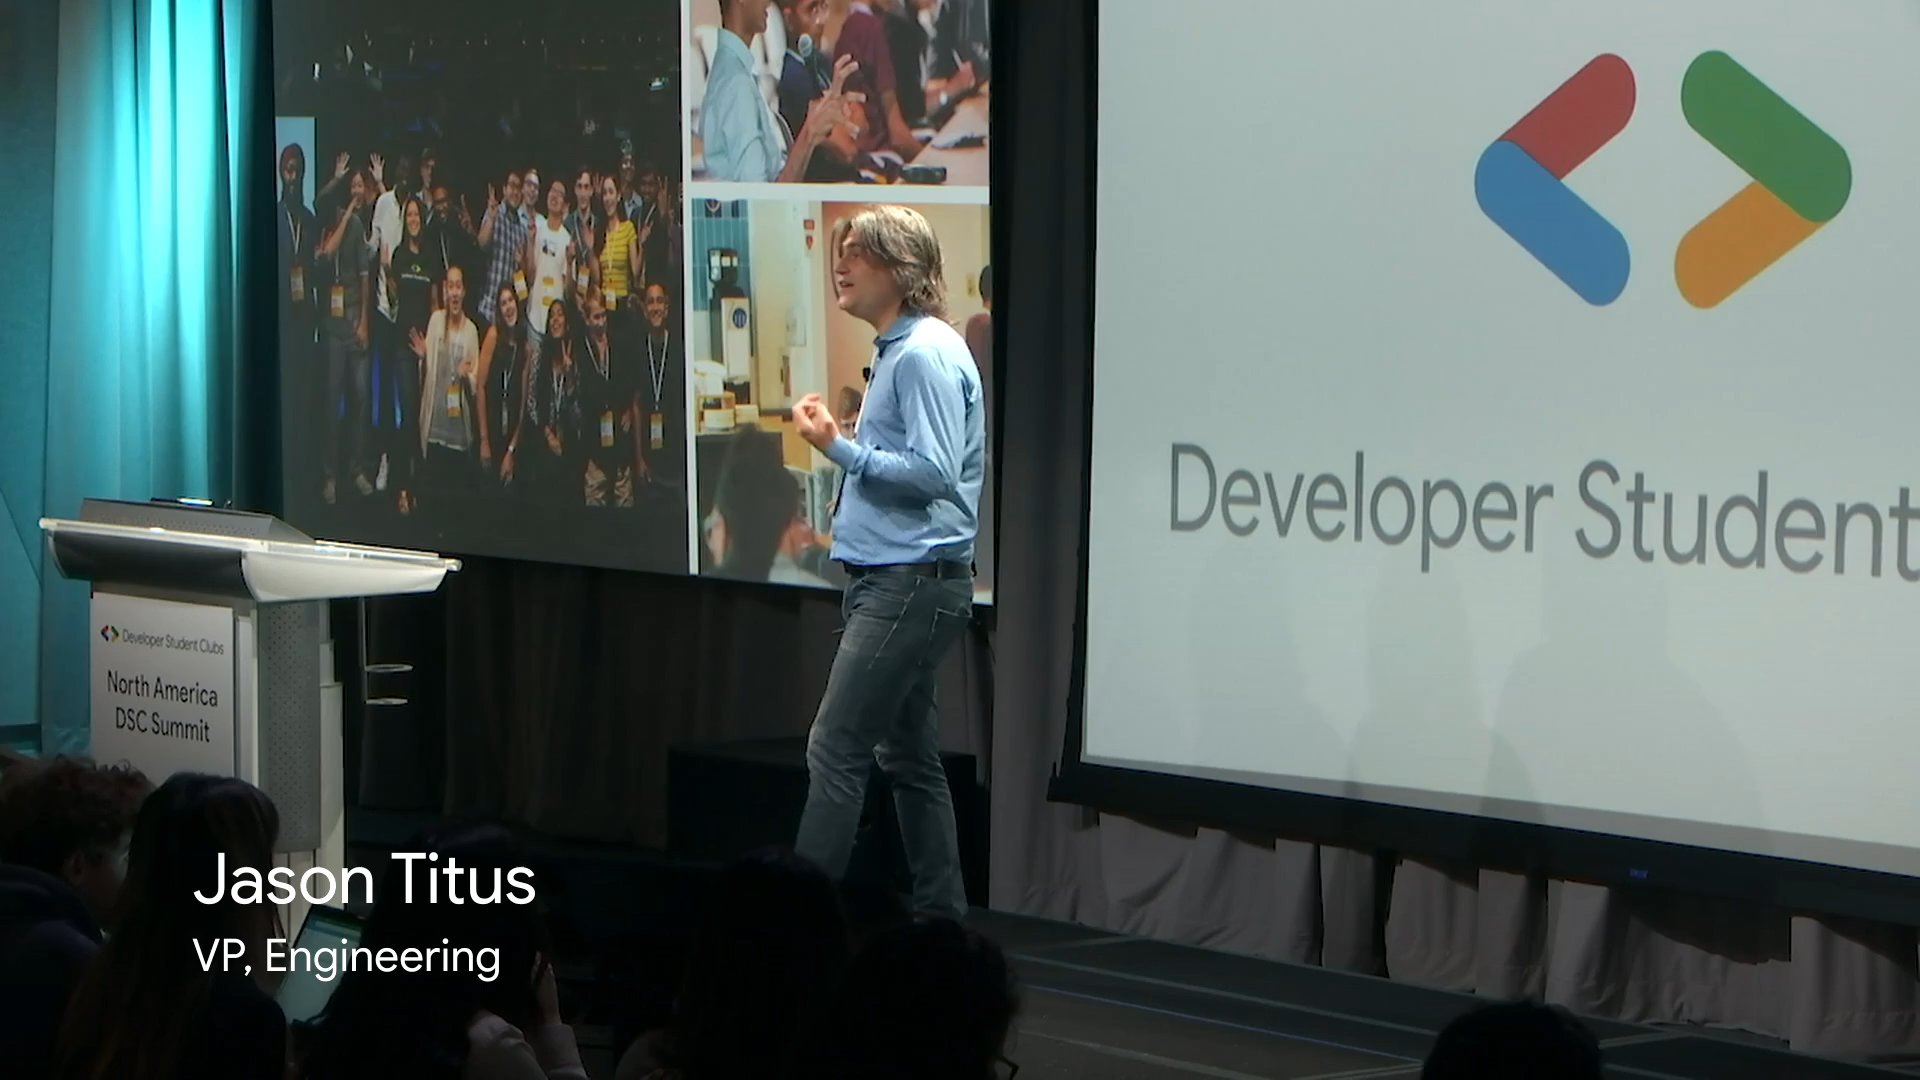 Developer Student
Developer Student Clubs
North America
DSC Summit
Jason Titus
VP, Engineering